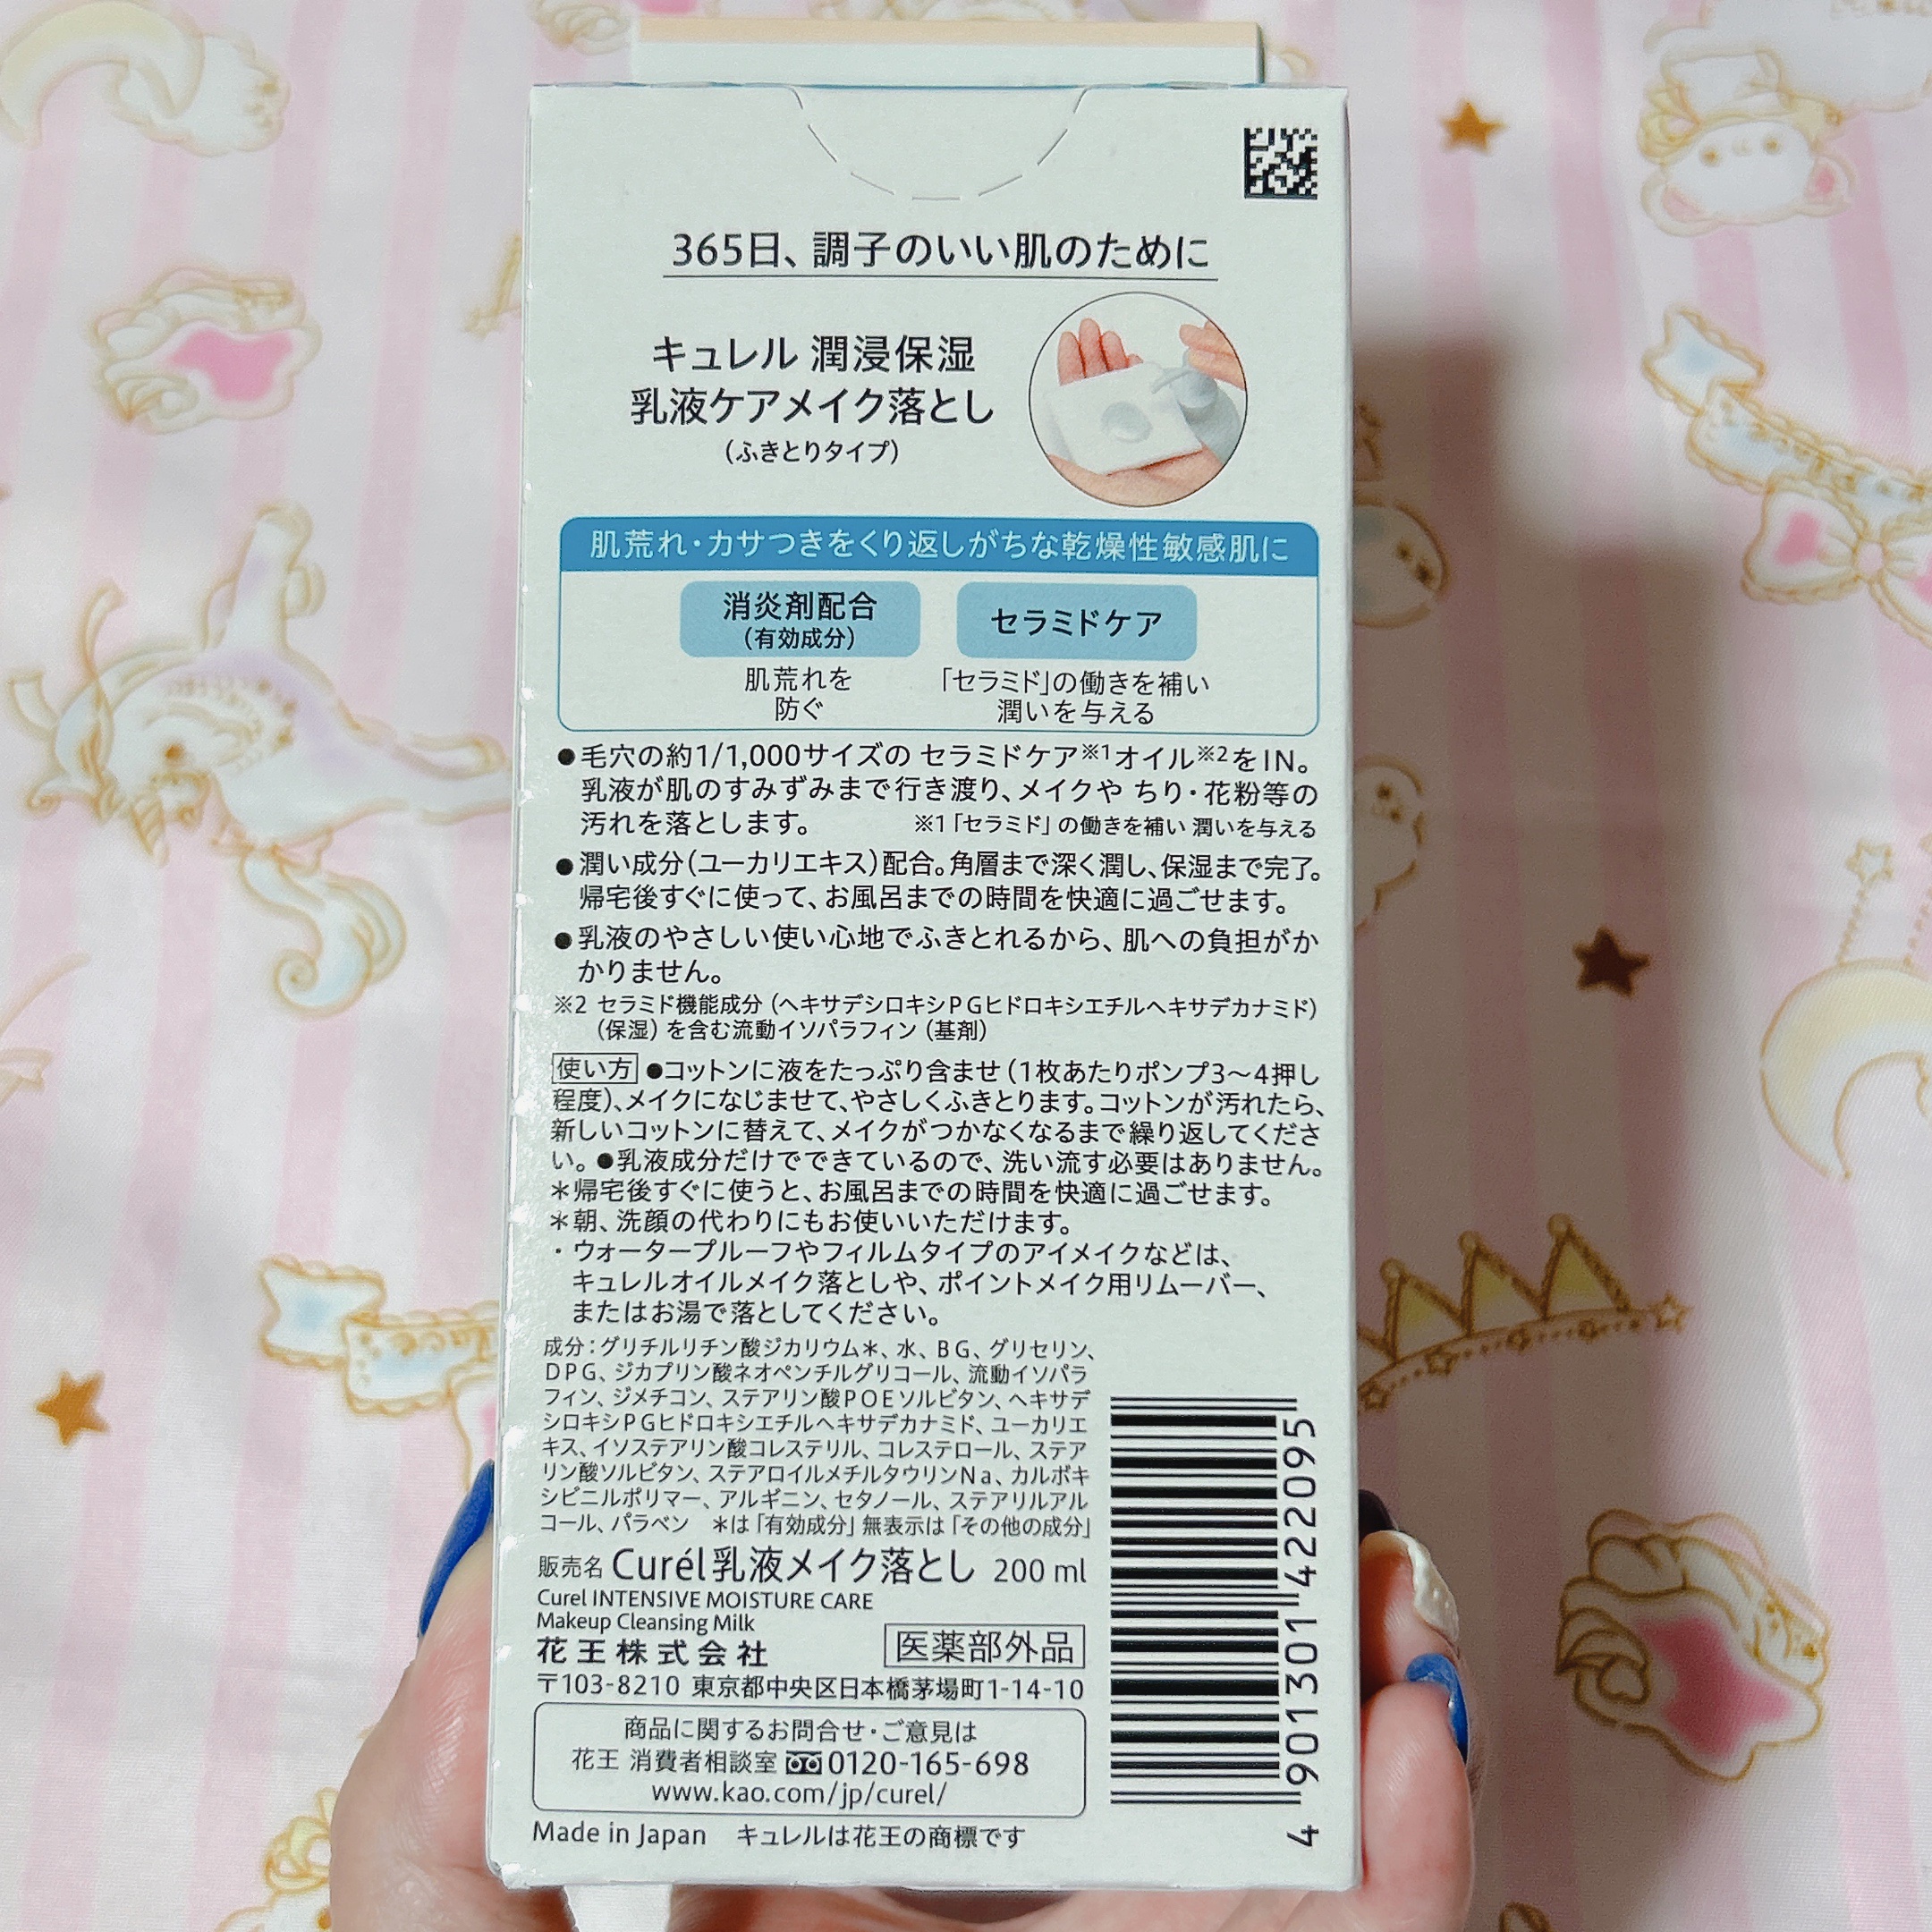 365日、調子のいい肌のために
キュレル 潤浸保湿
乳液ケアメイク落とし
(ふきとりタイプ)
肌荒れ・カサつきをくり返しがちな乾燥性敏感肌に
消炎剤配合
(有効成分)
肌荒れを
防ぐ
セラミドケア
「セラミド」の働きを補い
潤いを与える
●毛穴の約1/1,000サイズの セラミドケア※1オイル※2をIN。
乳液が肌のすみずみまで行き渡り、メイクや ちり・花粉等の
汚れを落とします。 ※1「セラミド」の働きを補い 潤いを与える
●潤い成分(ユーカリエキス)配合。角層まで深く潤し、保湿まで完了。
帰宅後すぐに使って、お風呂までの時間を快適に過ごせます。
●乳液のやさしい使い心地でふきとれるから、肌への負担がか
かりません。
※2 セラミド機能成分(ヘキサデシロキシPGヒドロキシエチルヘキサデカナミド)
(保湿)を含む流動イソパラフィン(基剤)
使い方 ●コットンに液をたっぷり含ませ(1枚あたりポンプ3〜4押し
程度)、メイクになじませて、やさしくふきとります。コットンが汚れたら、
新しいコットンに替えて、メイクがつかなくなるまで繰り返してくださ
い。●乳液成分だけでできているので、洗い流す必要はありません。
＊帰宅後すぐに使うと、お風呂までの時間を快適に過ごせます。
＊朝、洗顔の代わりにもお使いいただけます。
・ウォータープルーフやフィルムタイプのアイメイクなどは、
キュレルオイルメイク落としや、ポイントメイク用リムーバー、
またはお湯で落としてください。
成分：グリチルリチン酸ジカリウム＊、水、BG、グリセリン、
DPG、ジカプリン酸ネオペンチルグリコール、流動イソパラ
フィン、ジメチコン、ステアリン酸POEソルビタン、ヘキサデ
シロキシPGヒドロキシエチルヘキサデカナミド、ユーカリエ
キス、イソステアリン酸コレステリル、コレステロール、ステア
リン酸ソルビタン、ステアロイルメチルタウリンNa、カルボキ
シビニルポリマー、アルギニン、セタノール、ステアリルアル
コール、パラベン ＊は「有効成分」無表示は「その他の成分」
販売名 Curél乳液メイク落とし 200 ml
Curel INTENSIVE MOISTURE CARE
Makeup Cleansing Milk
花王株式会社
医薬部外品
〒103-8210 東京都中央区日本橋茅場町1-14-10
商品に関するお問合せ・ご意見は
花王 消費者相談室 0120-165-698
www.kao.com/jp/curel/
Made in Japan キュレルは花王の商標です
4 901301 422095